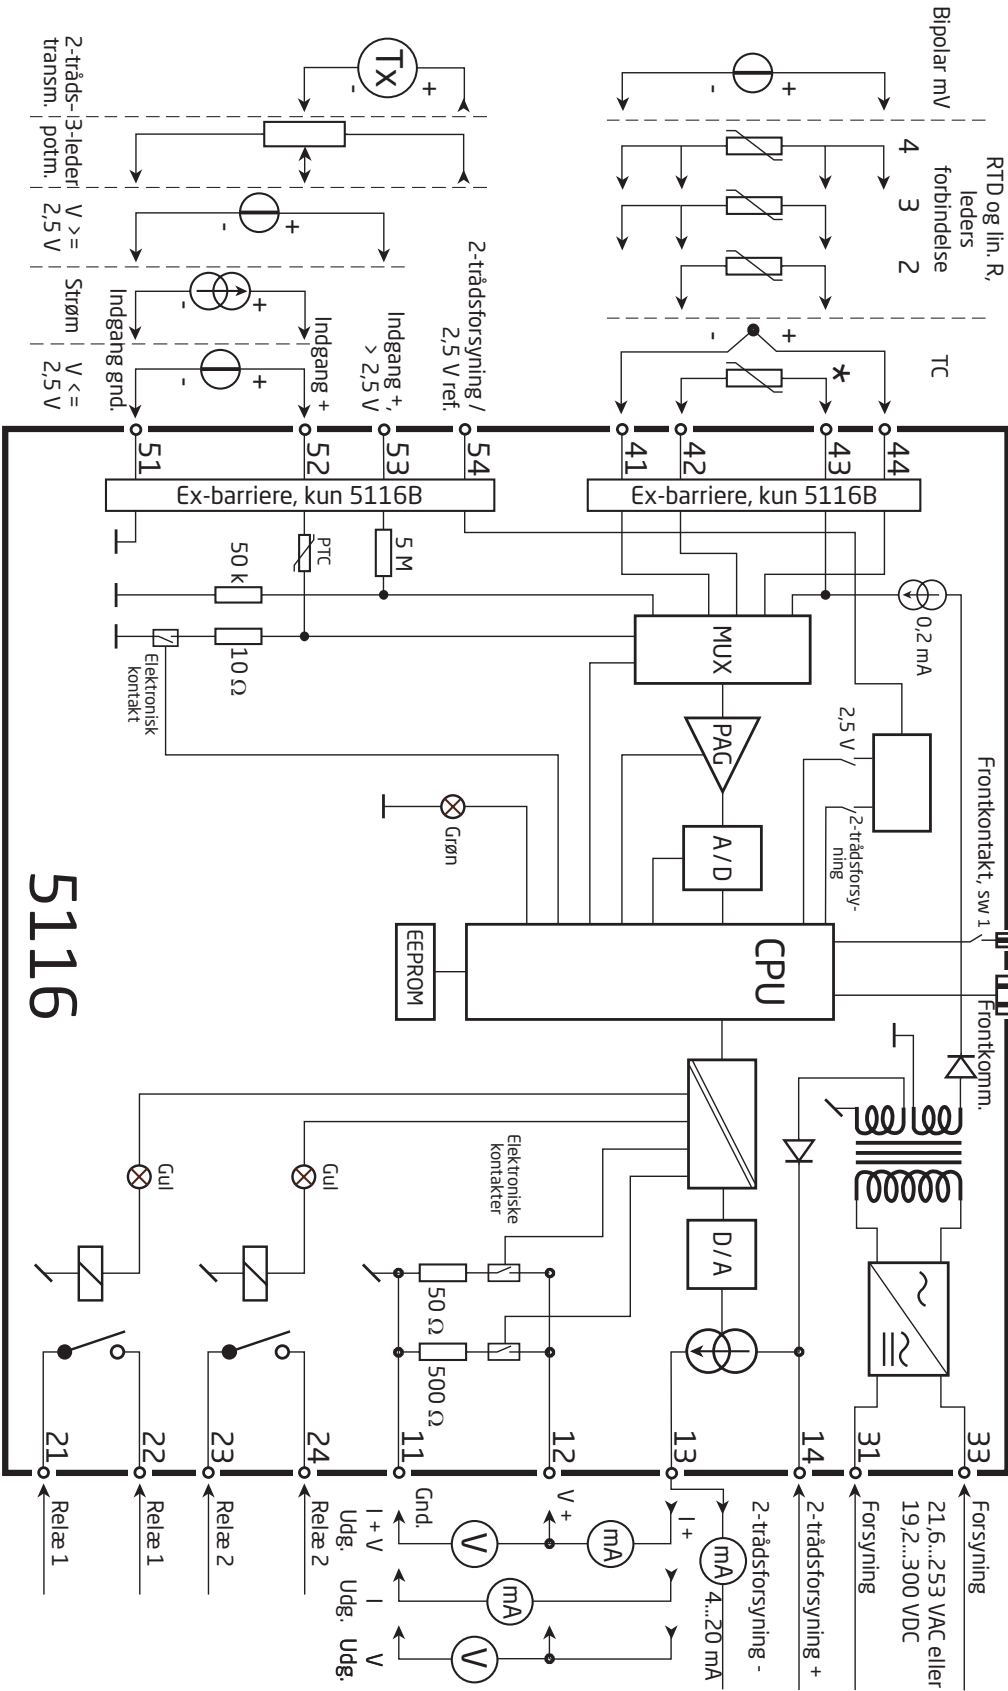 Bipolar mV
-
+
4
3
2
RTD og lin. R,
leders
forbindelse
-
+
TC
*
2-tråds-
transm.
Tx
-
+
3-leder
potm.
V >=
2,5 V
-
+
Strøm
-
+
V <=
2,5 V
-
+
Indgang gnd.
Indgang +
Indgang +,
> 2,5 V
2-trådsforsyning /
2,5 V ref.
51
52
53
54
41
42
43
44
Ex-barriere, kun 5116B
Ex-barriere, kun 5116B
50 k
PTC
5 M
10 Ω
Elektronisk
kontakt
MUX
0,2 mA
PAG
2,5 V
2-trådsforsy-
ning
Frontkontakt, sw 1
Grøn
A / D
5116
EEPROM
CPU
Frontkomm.
Gul
Gul
Elektroniske
kontakter
D / A
50 Ω
500 Ω
21
22
23
24
11
12
13
14
31
33
Relæ 1
Relæ 1
Relæ 2
Relæ 2
Gnd.
V +
I +
2-trådsforsyning -
2-trådsforsyning +
Forsyning
Forsyning
21,6...253 VAC eller
19,2...300 VDC
I + V
Udg.
V
mA
mA
4...20 mA
I
Udg.
mA
V
Udg.
V